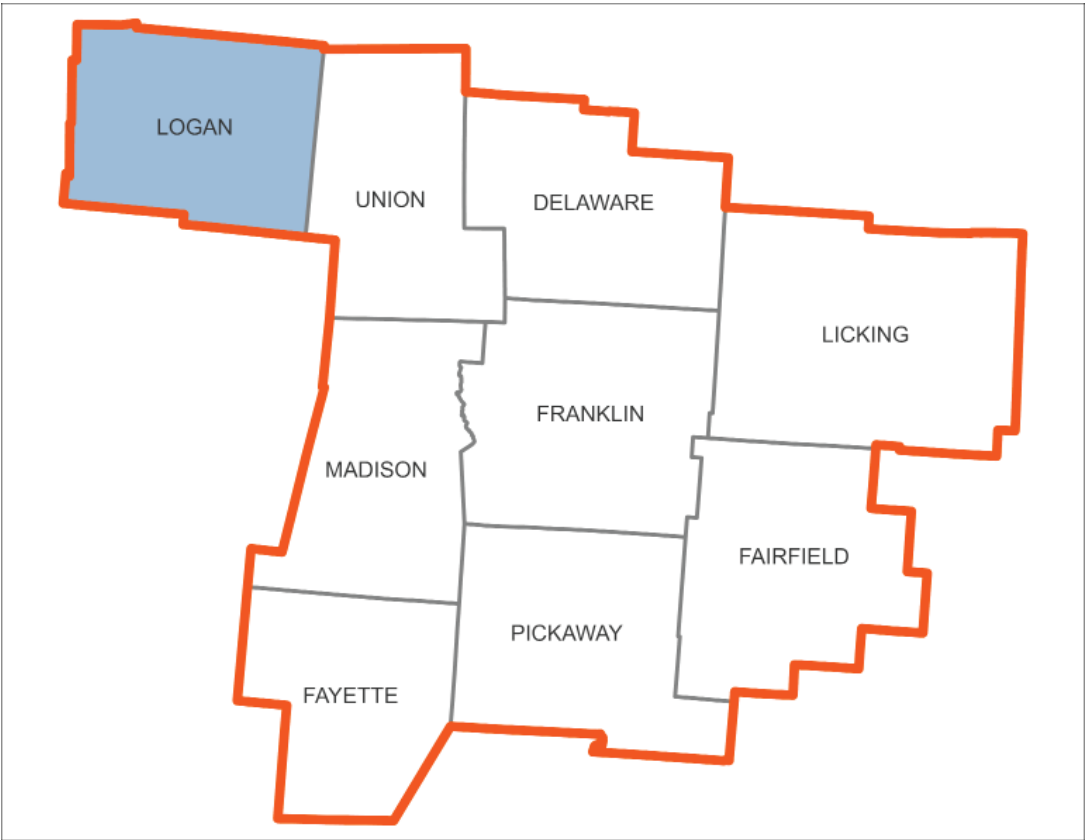 LOGAN
UNION
DELAWARE
LICKING
FRANKLIN
MADISON
FAIRFIELD
PICKAWAY
FAYETTE